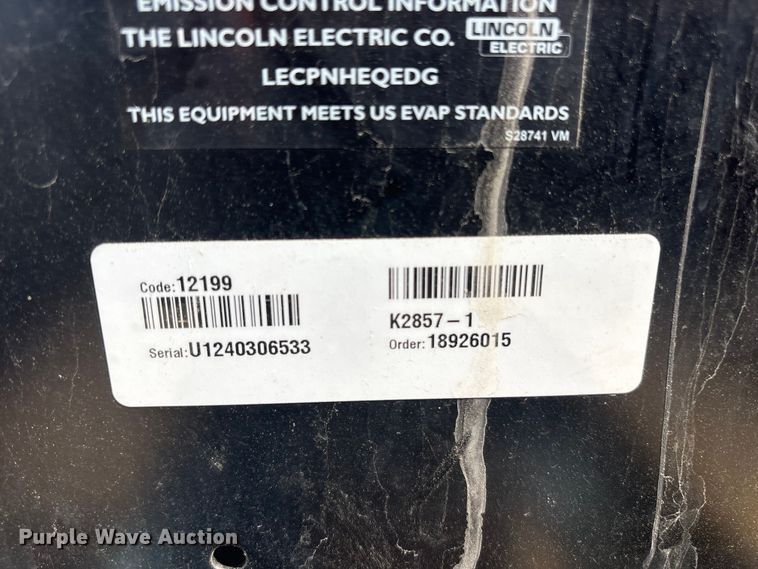 EMISSION CONTROL INFORMATION
THE LINCOLN ELECTRIC CO. LINCOLN ELECTRIC
LECPNHEQEDG
THIS EQUIPMENT MEETS US EVAP STANDARDS
S28741 VM
Code:12199
Serial:U1240306533
K2857-1
Order:18926015
Purple Wave Auction